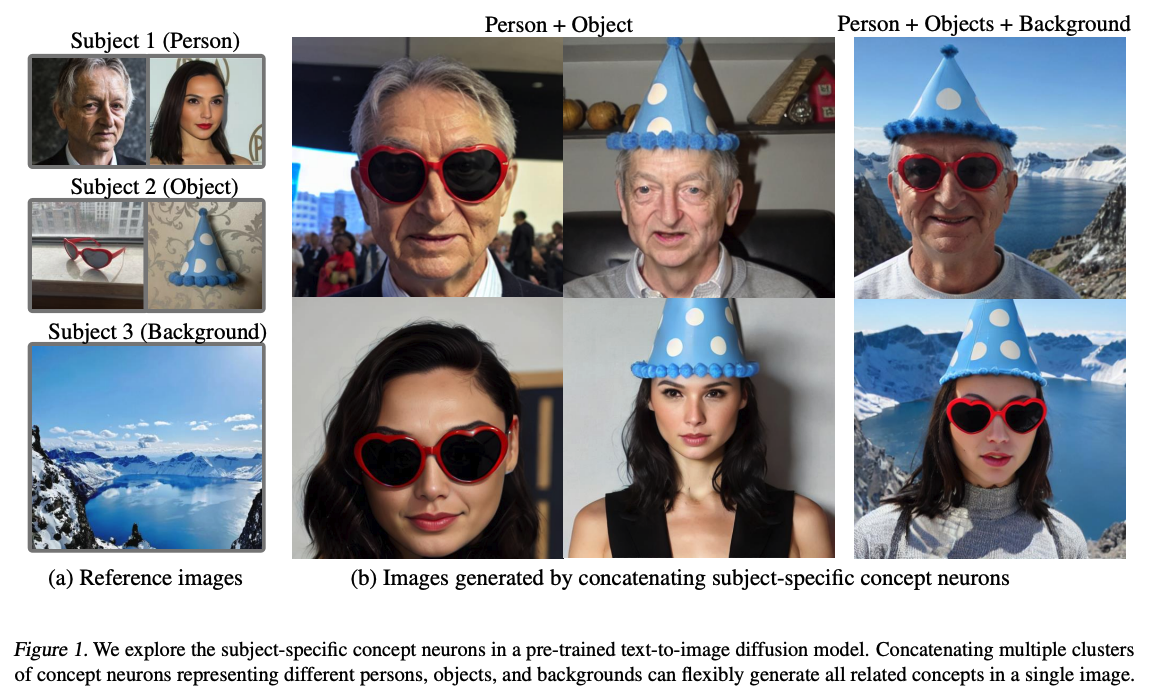 Subject 1 (Person)
Subject 2 (Object)
Subject 3 (Background)
(a) Reference images
Person + Object
Person + Objects + Background
(b) Images generated by concatenating subject-specific concept neurons
Figure 1. We explore the subject-specific concept neurons in a pre-trained text-to-image diffusion model. Concatenating multiple clusters
of concept neurons representing different persons, objects, and backgrounds can flexibly generate all related concepts in a single image.